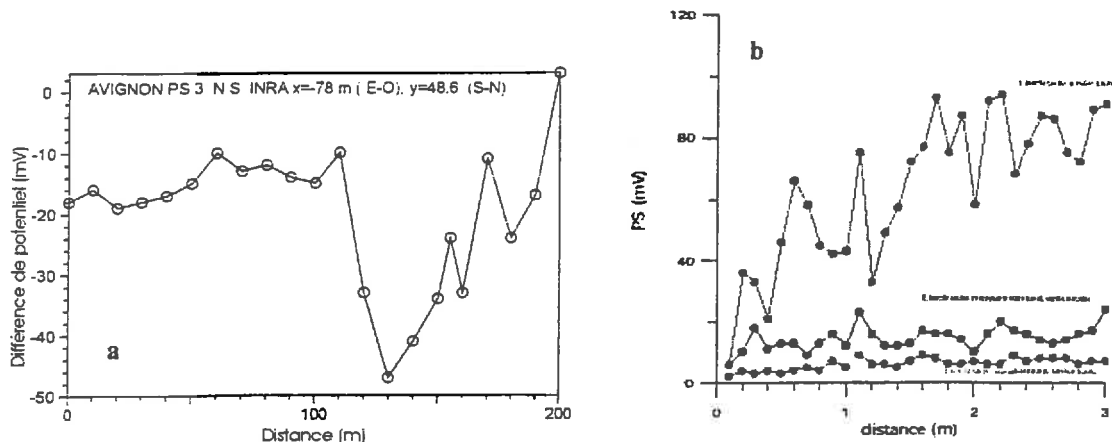 AVIGNON PS 3 N S INRA x=-78 m ( E-O), y=48.6 (S-N)
Différence de potentiel (mV)
0
-10
-20
-30
-40
-50
a
0
100
200
Distance (m)
b
PS (mV)
120
80
40
0
0
1
2
3
distance (m)